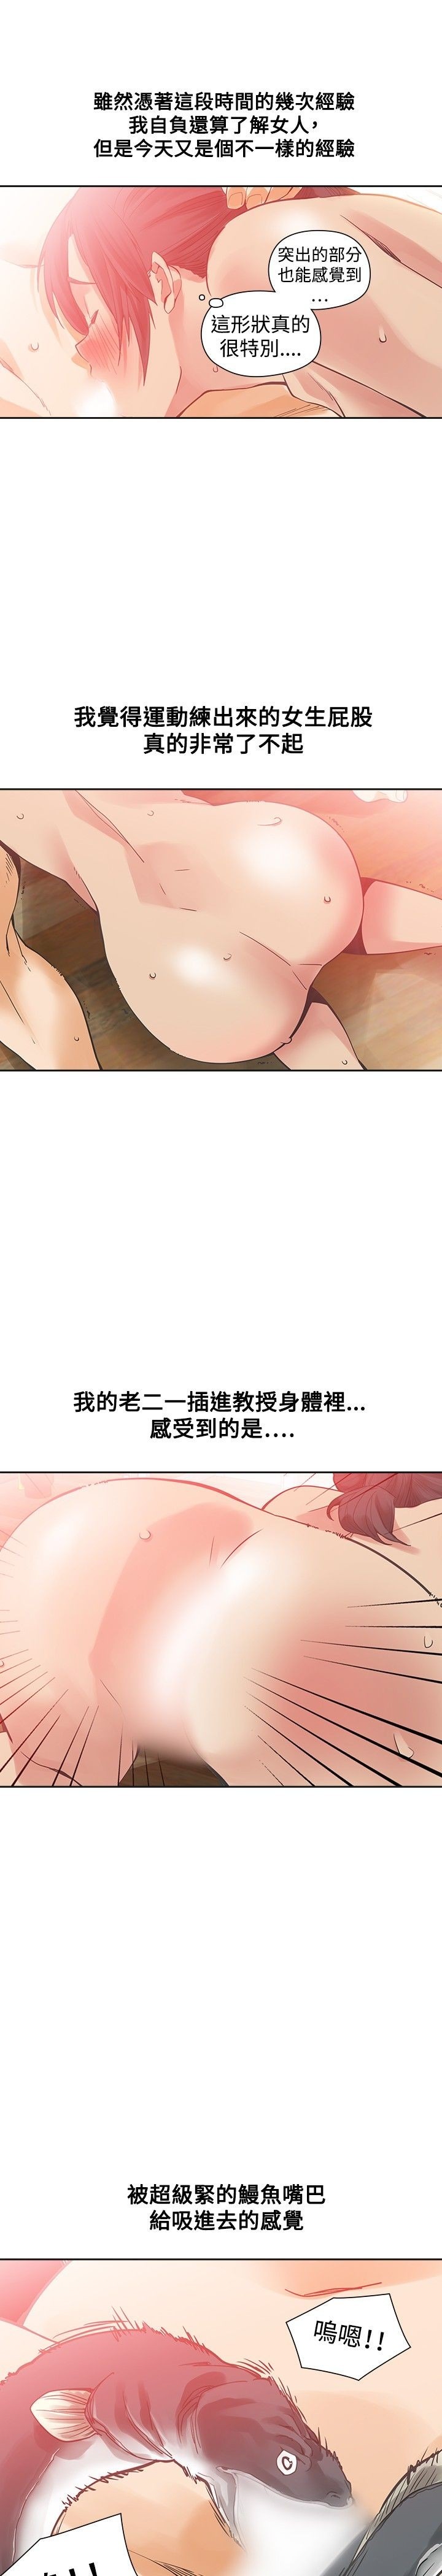 雖然憑著這段時間的幾次經驗
我自負還算了解女人，
但是今天又是個不一樣的經驗
突出的部分
也能感覺到
...
這形狀真的
很特別....
我覺得運動練出來的女生屁股
真的非常了不起
我的老二一插進教授身體裡...
感受到的是....
被超級緊的鰻魚嘴巴
給吸進去的感覺
嗚嗯!!